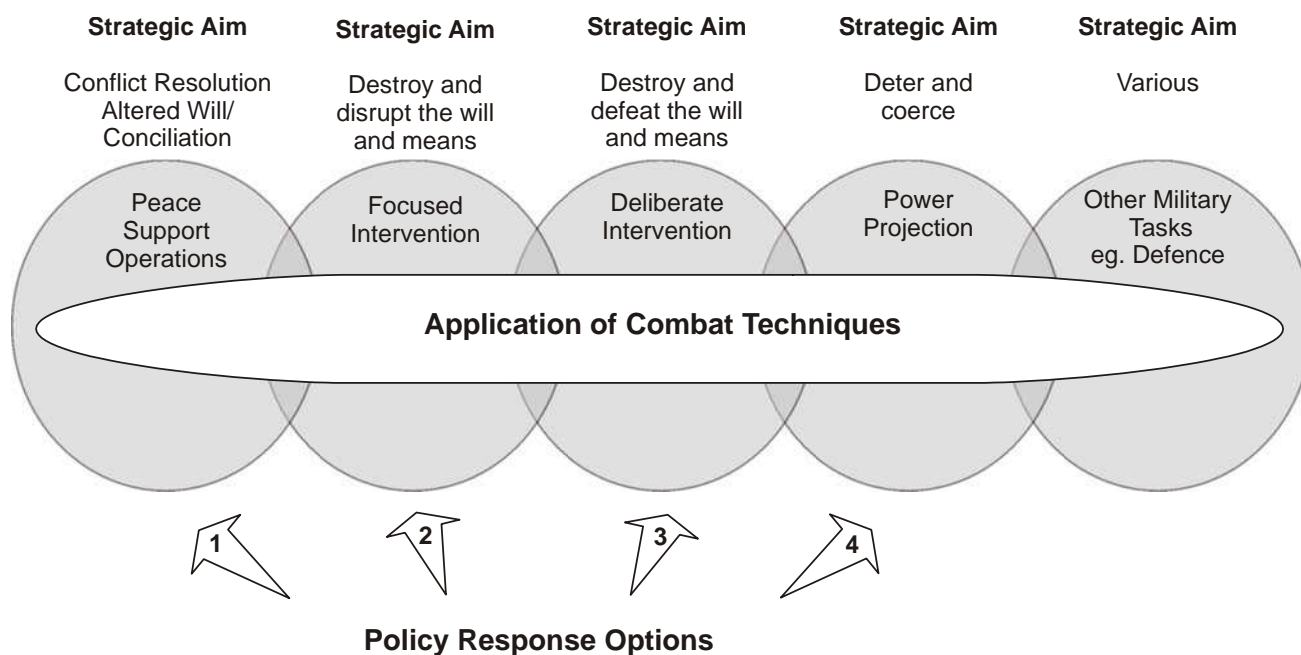 Strategic Aim
Conflict Resolution
Altered Will/
Conciliation
Strategic Aim
Destroy and
disrupt the will
and means
Strategic Aim
Destroy and
defeat the will
and means
Strategic Aim
Deter and
coerce
Strategic Aim
Various
Peace
Support
Operations
Focused
Intervention
Deliberate
Intervention
Power
Projection
Other Military
Tasks
eg. Defence
Application of Combat Techniques
1
2
3
4
Policy Response Options